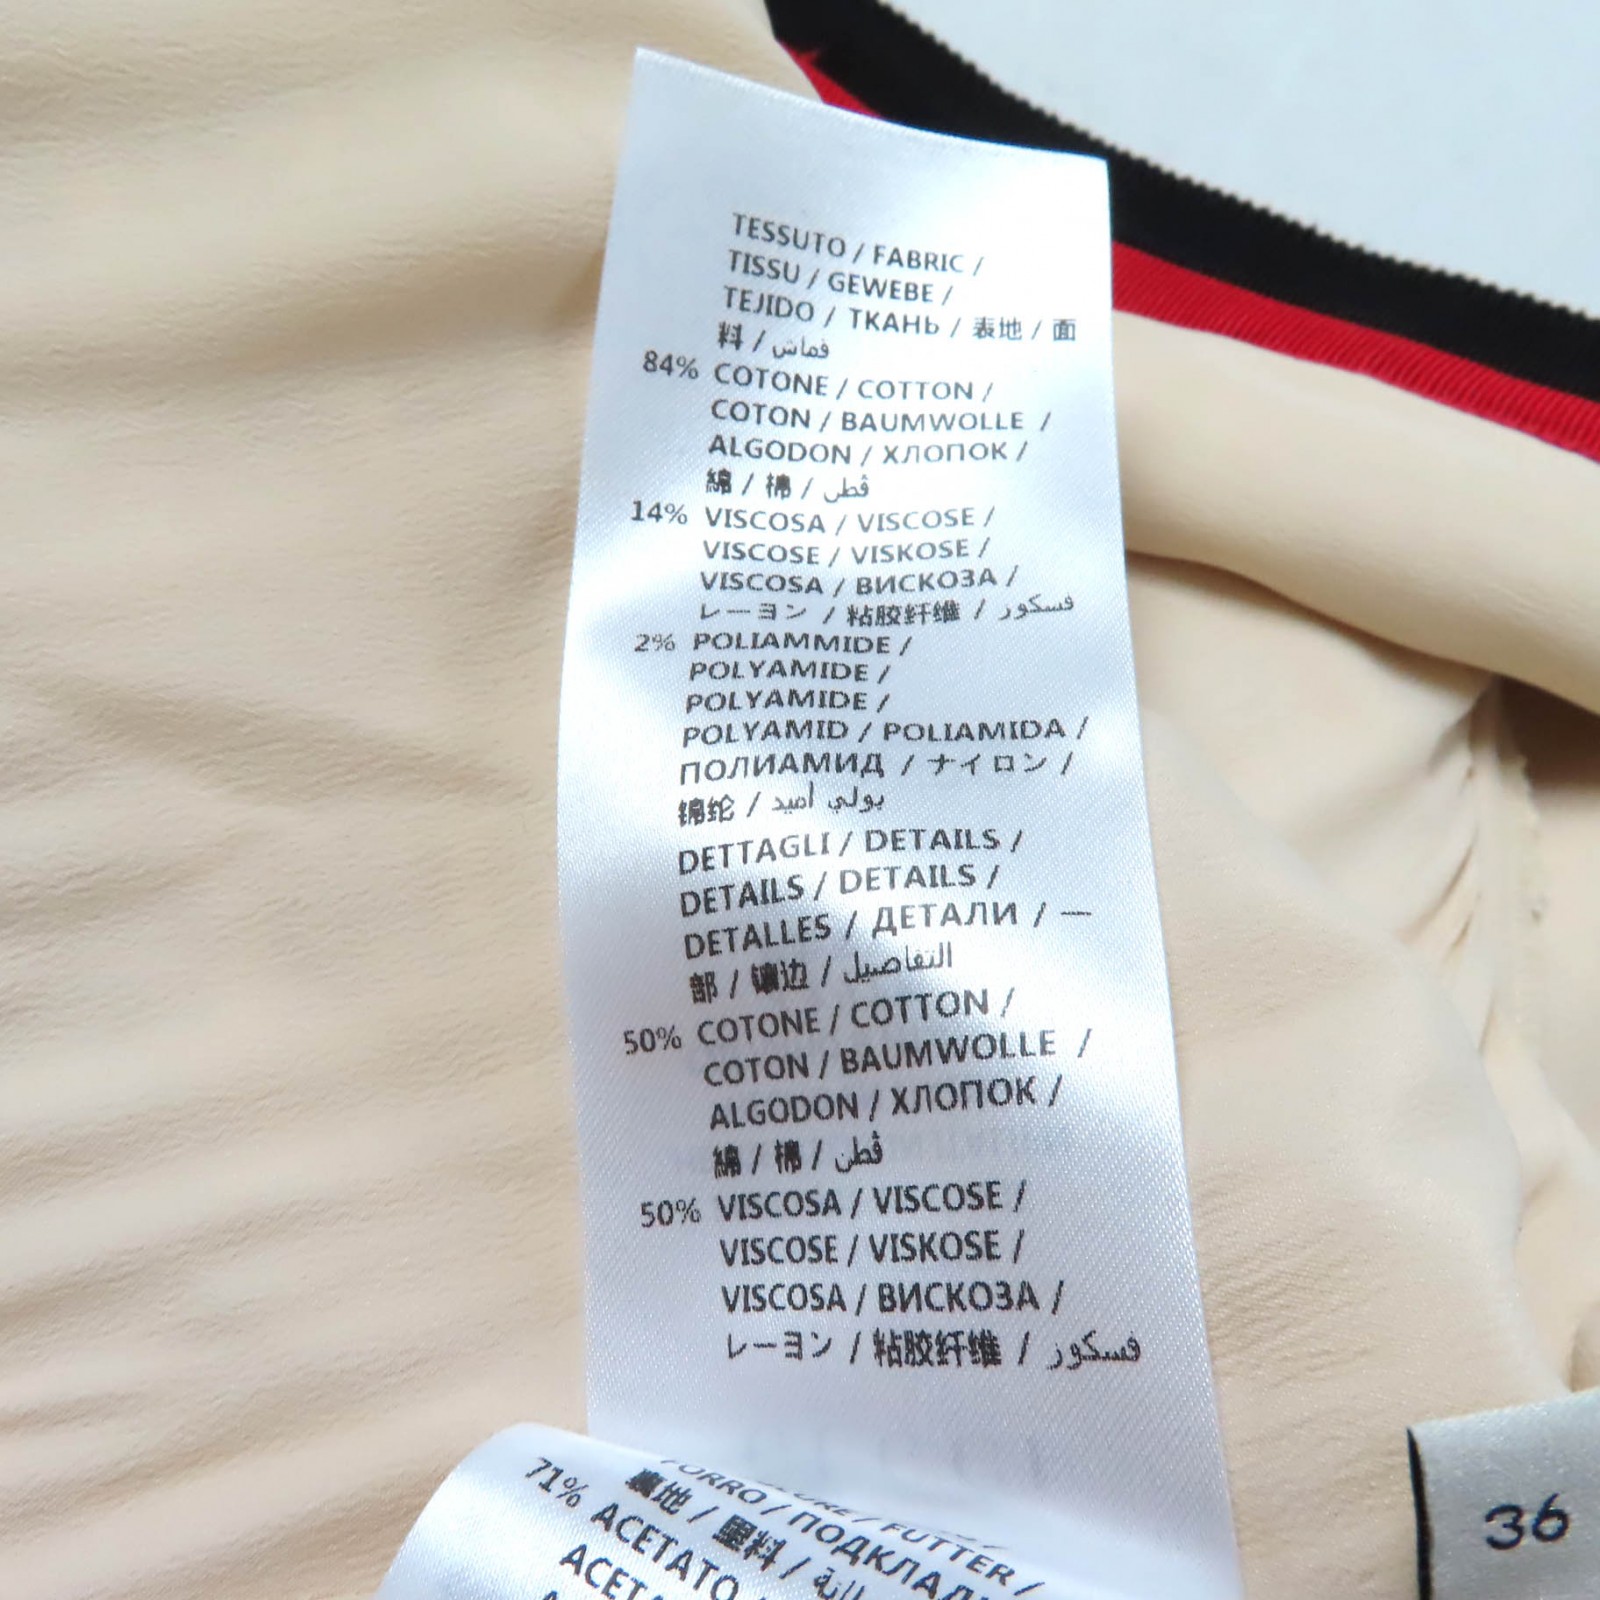 TESSUTO / FABRIC /
TISSU / GEWEBE /
TEJIDO / ТКАНЬ / 表地 / 面
料 / قماش
84% COTONE / COTTON /
COTON / BAUMWOLLE /
ALGODON / ХЛОПОК /
綿 / 棉 / قطن
14% VISCOSA / VISCOSE /
VISCOSE / VISKOSE /
VISCOSA / ВИСКОЗА /
レーヨン / 粘胶纤维 / فسكوز
2% POLIAMMIDE /
POLYAMIDE /
POLYAMIDE /
POLYAMID / POLIAMIDA /
ПОЛИАМИД / ナイロン /
锦纶 / بولي اميد
DETTAGLI / DETAILS /
DETAILS / DETAILS /
DETALLES / ДЕТАЛИ / 一
部 / 镶边 / التفاصيل
50% COTONE / COTTON /
COTON / BAUMWOLLE /
ALGODON / ХЛОПОК /
綿 / 棉 / قطن
50% VISCOSA / VISCOSE /
VISCOSE / VISKOSE /
VISCOSA / ВИСКОЗА /
レーヨン / 粘胶纤维 / فسكوز
FUTTER /
裏地 / 里料 /
71% ACETATO
36